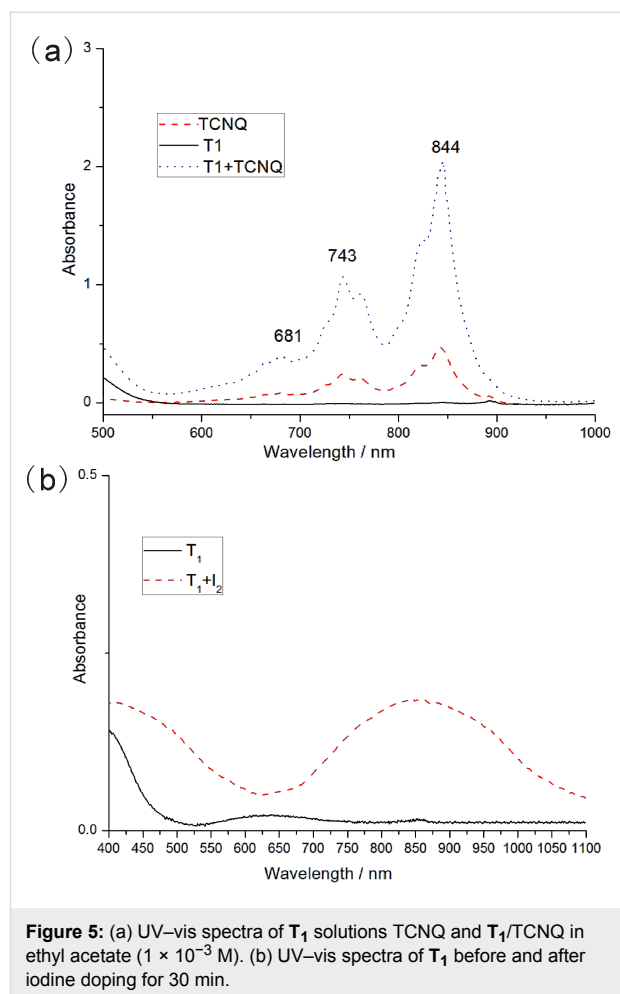 (a)
3
2
1
0
Absorbance
TCNQ
T1
T1+TCNQ
681
743
844
500 600 700 800 900 1000
Wavelength / nm
(b)
0.5
0.0
Absorbance
T₁
T₁+I₂
400 450 500 550 600 650 700 750 800 850 900 950 1000 1050 1100
Wavelength / nm
Figure 5: (a) UV–vis spectra of T₁ solutions TCNQ and T₁/TCNQ in
ethyl acetate (1 × 10⁻³ M). (b) UV–vis spectra of T₁ before and after
iodine doping for 30 min.